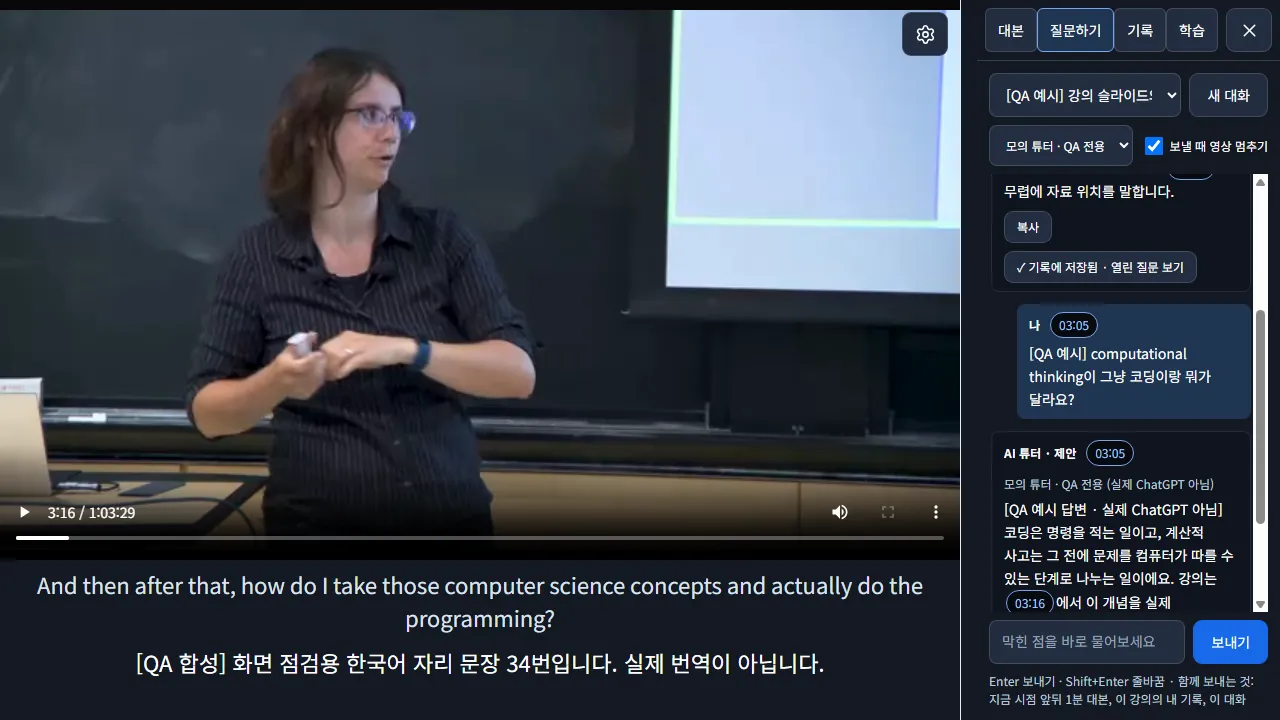 대본 질문하기 기록 학습 ×
[QA 예시] 강의 슬라이드 새 대화
모의 튜터 · QA 전용 보낼 때 영상 멈추기
무렵에 자료 위치를 말합니다.
복사
✓ 기록에 저장됨 · 열린 질문 보기
나 03:05
[QA 예시] computational
thinking이 그냥 코딩이랑 뭐가
달라요?
AI 튜터 · 제안 03:05
모의 튜터 · QA 전용 (실제 ChatGPT 아님)
[QA 예시 답변 · 실제 ChatGPT 아님]
코딩은 명령을 적는 일이고, 계산적
사고는 그 전에 문제를 컴퓨터가 따를 수
있는 단계로 나누는 일이에요. 강의는
03:16 에서 이 개념을 실제
막힌 점을 바로 물어보세요 보내기
Enter 보내기 · Shift+Enter 줄바꿈 · 함께 보내는 것:
지금 시점 앞뒤 1분 대본, 이 강의의 내 기록, 이 대화
3:16 / 1:03:29
And then after that, how do I take those computer science concepts and actually do the
programming?
[QA 합성] 화면 점검용 한국어 자리 문장 34번입니다. 실제 번역이 아닙니다.